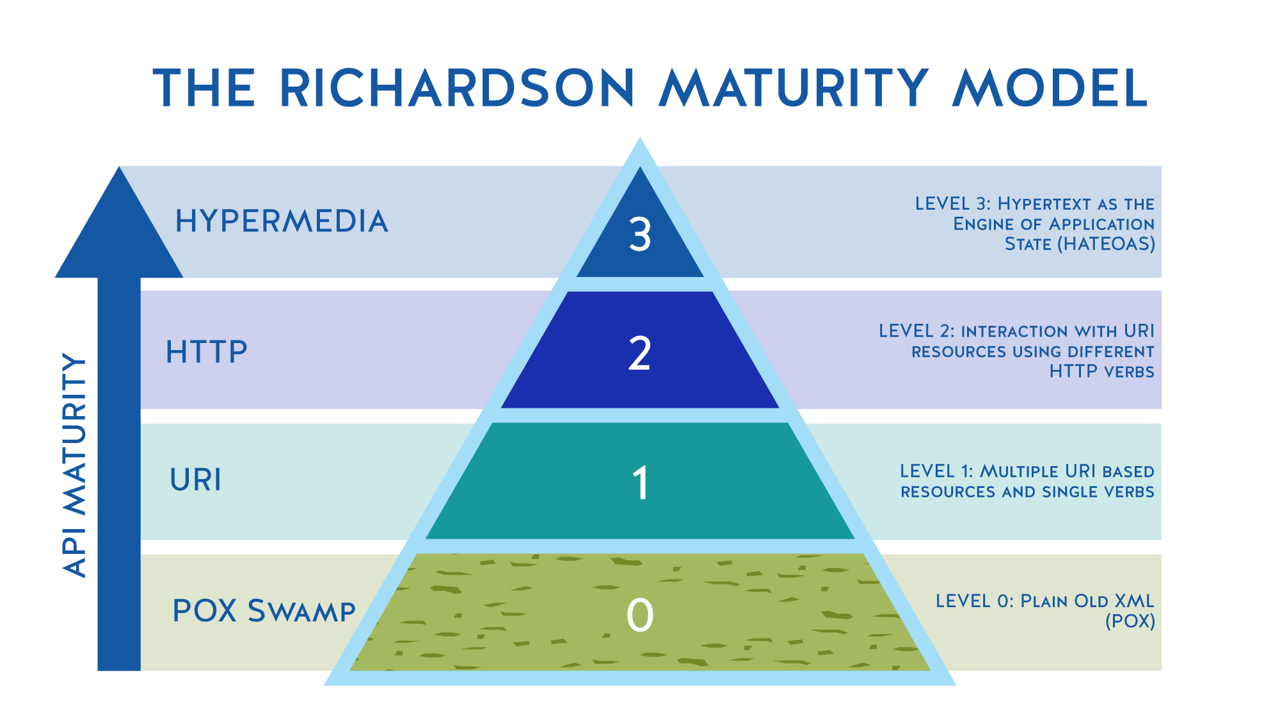 THE RICHARDSON MATURITY MODEL
API MATURITY
HYPERMEDIA
3
LEVEL 3: HYPERTEXT AS THE
ENGINE OF APPLICATION
STATE (HATEOAS)
HTTP
2
LEVEL 2: INTERACTION WITH URI
RESOURCES USING DIFFERENT
HTTP VERBS
URI
1
LEVEL 1: MULTIPLE URI BASED
RESOURCES AND SINGLE VERBS
POX SWAMP
0
LEVEL 0: PLAIN OLD XML
(POX)